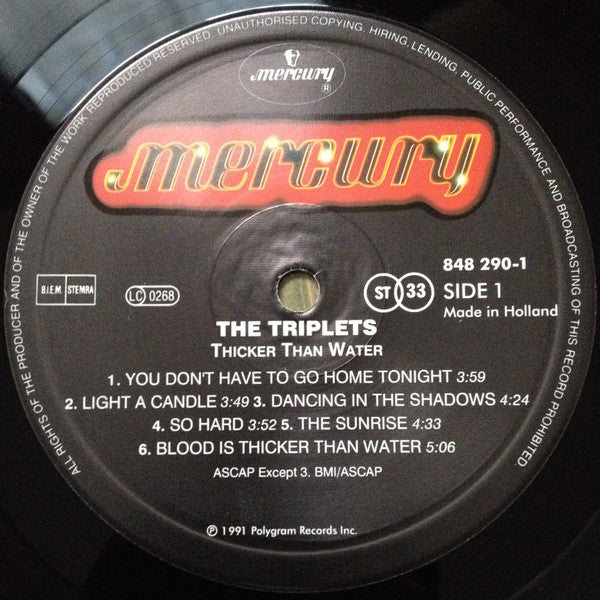 ALL RIGHTS OF THE PRODUCER AND OF THE OWNER OF THE WORK REPRODUCED RESERVED. UNAUTHORISED COPYING, HIRING, LENDING, PUBLIC PERFORMANCE AND BROADCASTING OF THIS RECORD PROHIBITED
mercury ®
mercury
B.I.E.M. STEMRA
LC 0268
848 290-1
ST 33 SIDE 1
Made in Holland
THE TRIPLETS
THICKER THAN WATER
1. YOU DON'T HAVE TO GO HOME TONIGHT 3:59
2. LIGHT A CANDLE 3:49 3. DANCING IN THE SHADOWS 4:24
4. SO HARD 3:52 5. THE SUNRISE 4:33
6. BLOOD IS THICKER THAN WATER 5:06
ASCAP Except 3. BMI/ASCAP
℗ 1991 Polygram Records Inc.